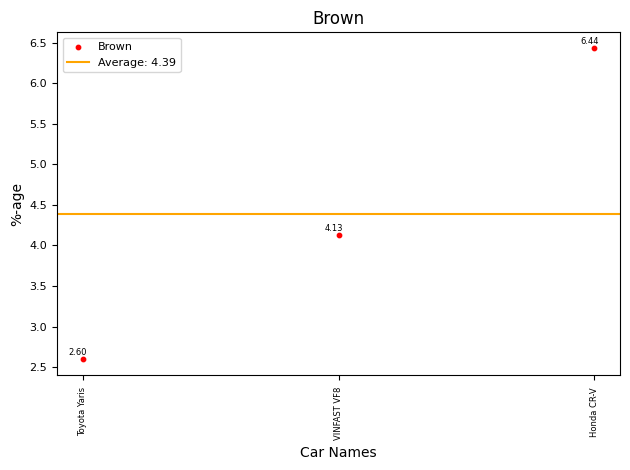 Brown
Brown
Average: 4.39
6.44
4.13
2.60
6.5
6.0
5.5
5.0
4.5
4.0
3.5
3.0
2.5
%-age
Toyota Yaris
VINFAST VF8
Honda CR-V
Car Names